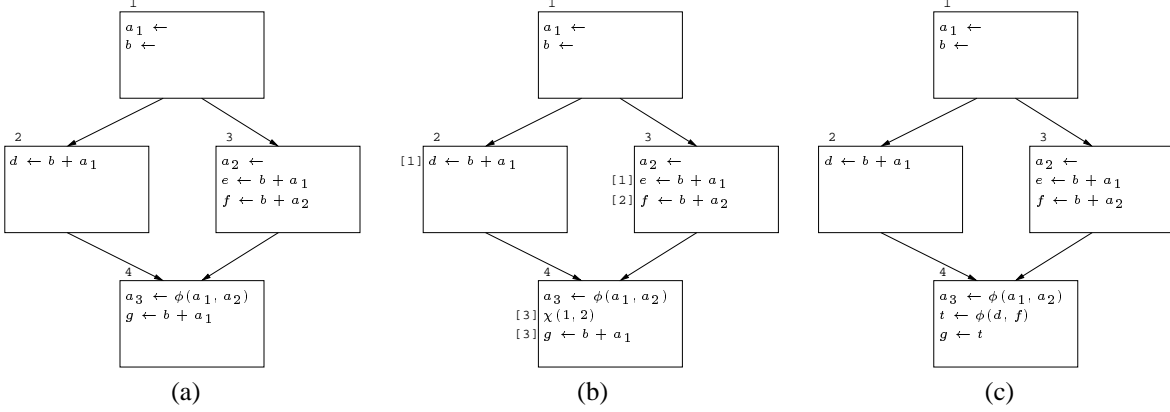 1
a₁ ←
b ←
2
d ← b + a₁
3
a₂ ←
e ← b + a₁
f ← b + a₂
4
a₃ ← ϕ(a₁, a₂)
g ← b + a₁
(a)
1
a₁ ←
b ←
2
[1] d ← b + a₁
3
a₂ ←
[1] e ← b + a₁
[2] f ← b + a₂
4
a₃ ← ϕ(a₁, a₂)
[3] χ(1, 2)
[3] g ← b + a₁
(b)
1
a₁ ←
b ←
2
d ← b + a₁
3
a₂ ←
e ← b + a₁
f ← b + a₂
4
a₃ ← ϕ(a₁, a₂)
t ← ϕ(d, f)
g ← t
(c)